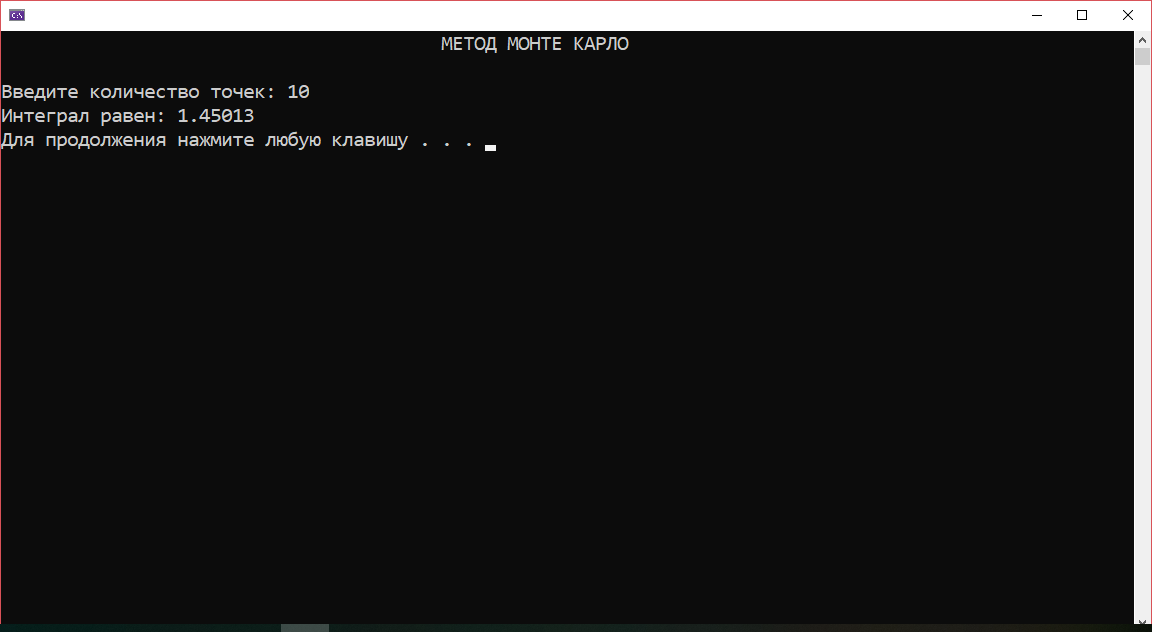 МЕТОД МОНТЕ КАРЛО
Введите количество точек: 10
Интеграл равен: 1.45013
Для продолжения нажмите любую клавишу . . .